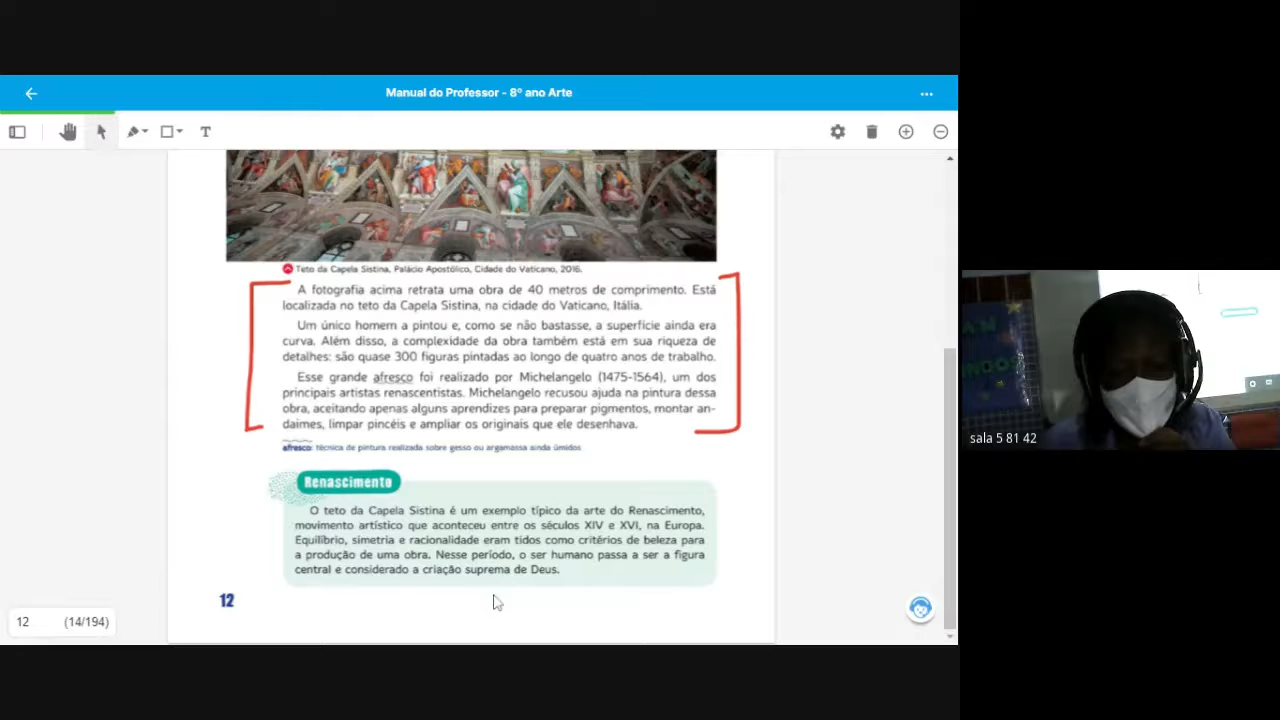 Manual do Professor - 8º ano Arte
T
Teto da Capela Sistina, Palácio Apostólico, Cidade do Vaticano, 2016.
A fotografia acima retrata uma obra de 40 metros de comprimento. Está
localizada no teto da Capela Sistina, na cidade do Vaticano, Itália.
Um único homem a pintou e, como se não bastasse, a superfície ainda era
curva. Além disso, a complexidade da obra também está em sua riqueza de
detalhes: são quase 300 figuras pintadas ao longo de quatro anos de trabalho.
Esse grande afresco foi realizado por Michelangelo (1475-1564), um dos
principais artistas renascentistas. Michelangelo recusou ajuda na pintura dessa
obra, aceitando apenas alguns aprendizes para preparar pigmentos, montar an-
daimes, limpar pincéis e ampliar os originais que ele desenhava.
afresco: técnica de pintura realizada sobre gesso ou argamassa ainda úmidos
Renascimento
O teto da Capela Sistina é um exemplo típico da arte do Renascimento,
movimento artístico que aconteceu entre os séculos XIV e XVI, na Europa.
Equilíbrio, simetria e racionalidade eram tidos como critérios de beleza para
a produção de uma obra. Nesse período, o ser humano passa a ser a figura
central e considerado a criação suprema de Deus.
12
12 (14/194)
sala 5 81 42